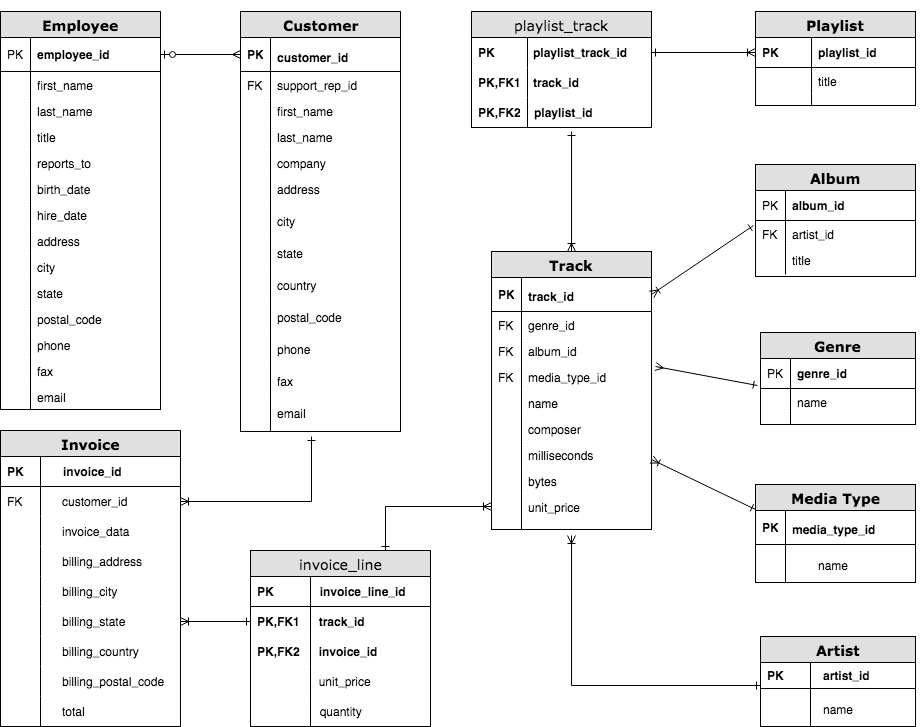 Employee
PK employee_id
first_name
last_name
title
reports_to
birth_date
hire_date
address
city
state
postal_code
phone
fax
email
Customer
PK customer_id
FK support_rep_id
first_name
last_name
company
address
city
state
country
postal_code
phone
fax
email
playlist_track
PK playlist_track_id
PK,FK1 track_id
PK,FK2 playlist_id
Playlist
PK playlist_id
title
Album
PK album_id
FK artist_id
title
Track
PK track_id
FK genre_id
FK album_id
FK media_type_id
name
composer
milliseconds
bytes
unit_price
Genre
PK genre_id
name
Invoice
PK invoice_id
FK customer_id
invoice_data
billing_address
billing_city
billing_state
billing_country
billing_postal_code
total
invoice_line
PK invoice_line_id
PK,FK1 track_id
PK,FK2 invoice_id
unit_price
quantity
Media Type
PK media_type_id
name
Artist
PK artist_id
name